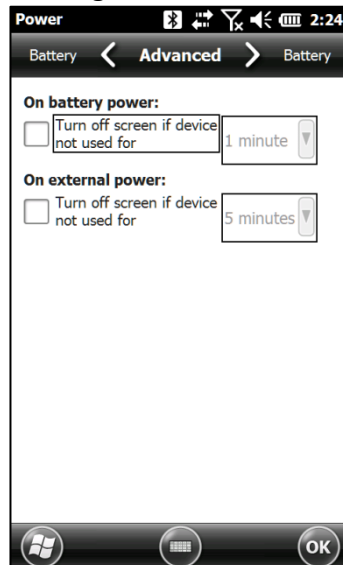 Power 2:24
Battery Advanced Battery
On battery power:
Turn off screen if device
not used for
1 minute
On external power:
Turn off screen if device
not used for
5 minutes
OK